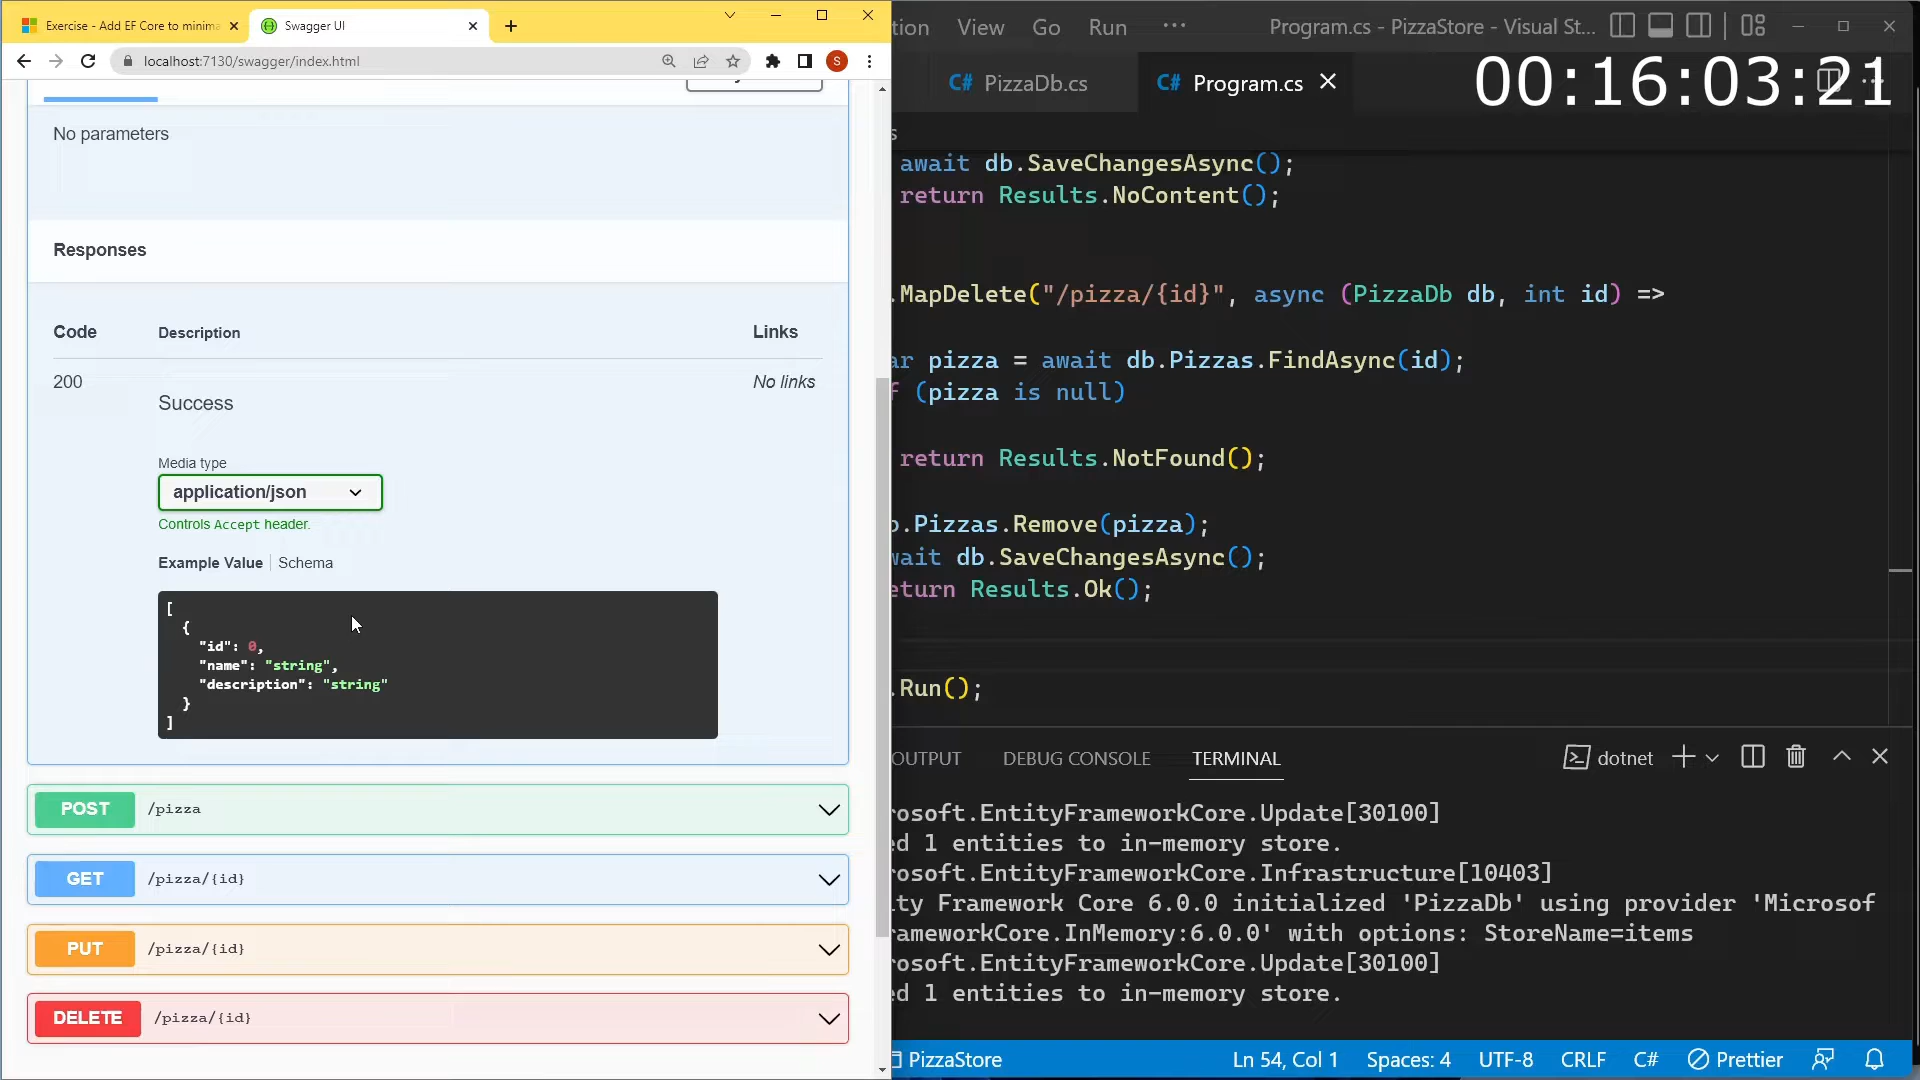 Exercise - Add EF Core to minima
Swagger UI
localhost:7130/swagger/index.html
S
No parameters
Responses
Code
Description
Links
200
Success
No links
Media type
application/json
Controls Accept header.
Example Value
Schema
[
{
"id": 0,
"name": "string",
"description": "string"
}
]
POST /pizza
GET /pizza/{id}
PUT /pizza/{id}
DELETE /pizza/{id}
tion View Go Run ··· Program.cs - PizzaStore - Visual St...
C# PizzaDb.cs
C# Program.cs
00:16:03:21
s
await db.SaveChangesAsync();
return Results.NoContent();
.MapDelete("/pizza/{id}", async (PizzaDb db, int id) =>
ar pizza = await db.Pizzas.FindAsync(id);
f (pizza is null)
return Results.NotFound();
b.Pizzas.Remove(pizza);
wait db.SaveChangesAsync();
eturn Results.Ok();
.Run();
OUTPUT DEBUG CONSOLE TERMINAL
dotnet
rosoft.EntityFrameworkCore.Update[30100]
ed 1 entities to in-memory store.
rosoft.EntityFrameworkCore.Infrastructure[10403]
ity Framework Core 6.0.0 initialized 'PizzaDb' using provider 'Microsof
rameworkCore.InMemory:6.0.0' with options: StoreName=items
rosoft.EntityFrameworkCore.Update[30100]
ed 1 entities to in-memory store.
PizzaStore
Ln 54, Col 1 Spaces: 4 UTF-8 CRLF C# Prettier